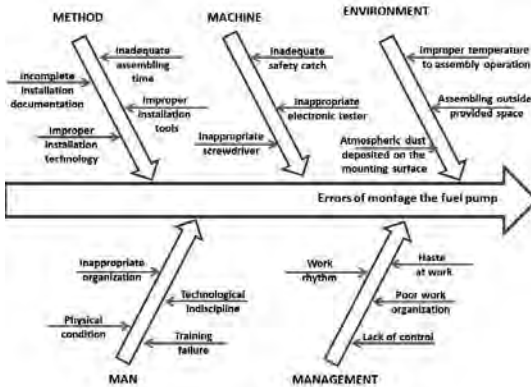 METHOD
MACHINE
ENVIRONMENT
Inadequate
assembling
time
Incomplete
installation
documentation
Improper
installation
tools
Improper
installation
technology
Inadequate
safety catch
Inappropriate
electronic tester
Inappropriate
screwdriver
Improper temperature
to assembly operation
Assembling outside
provided space
Atmospheric dust
deposited on the
mounting surface
Errors of montage the fuel pump
Inappropriate
organization
Technological
indiscipline
Physical
condition
Training
failure
Work
rhythm
Haste
at work
Poor work
organization
Lack of control
MAN
MANAGEMENT